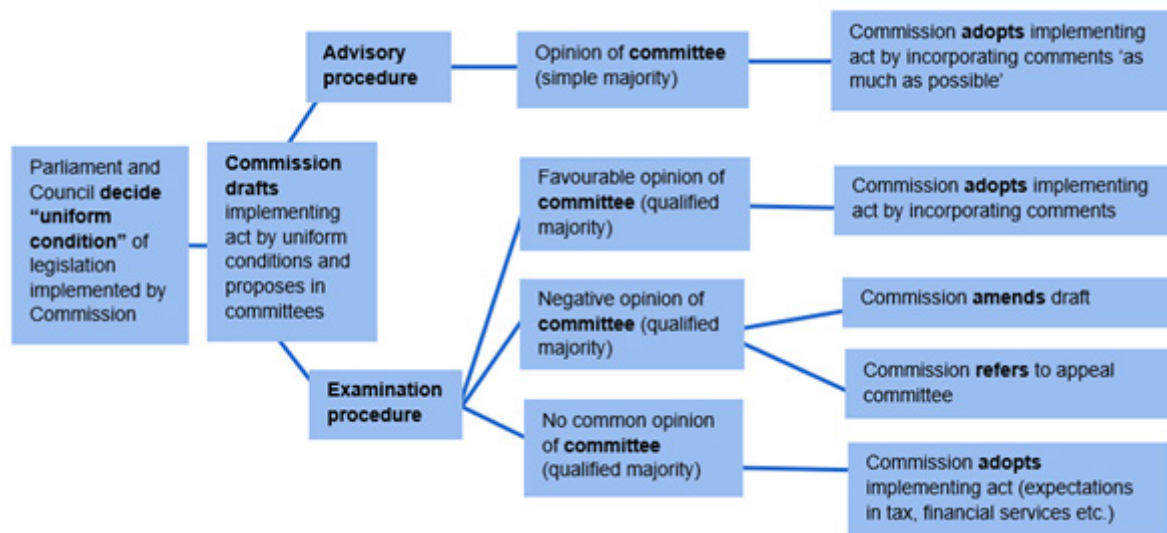 Parliament and
Council decide
“uniform
condition” of
legislation
implemented by
Commission
Commission
drafts
implementing
act by uniform
conditions and
proposes in
committees
Advisory
procedure
Opinion of committee
(simple majority)
Commission adopts implementing
act by incorporating comments ‘as
much as possible’
Examination
procedure
Favourable opinion of
committee (qualified
majority)
Commission adopts implementing
act by incorporating comments
Negative opinion of
committee (qualified
majority)
Commission amends draft
Commission refers to appeal
committee
No common opinion
of committee
(qualified majority)
Commission adopts
implementing act (expectations
in tax, financial services etc.)